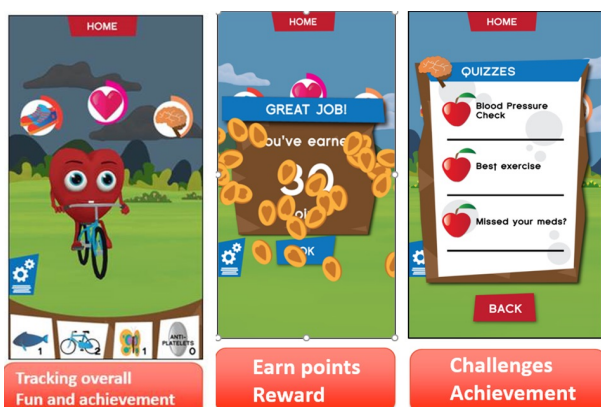 HOME
1
2
1
ANTI-
PLATELETS
0
Tracking overall
Fun and achievement
HOME
GREAT JOB!
You've earned
30
OK
Earn points
Reward
HOME
QUIZZES
Blood Pressure
Check
Best exercise
Missed your meds?
BACK
Challenges
Achievement